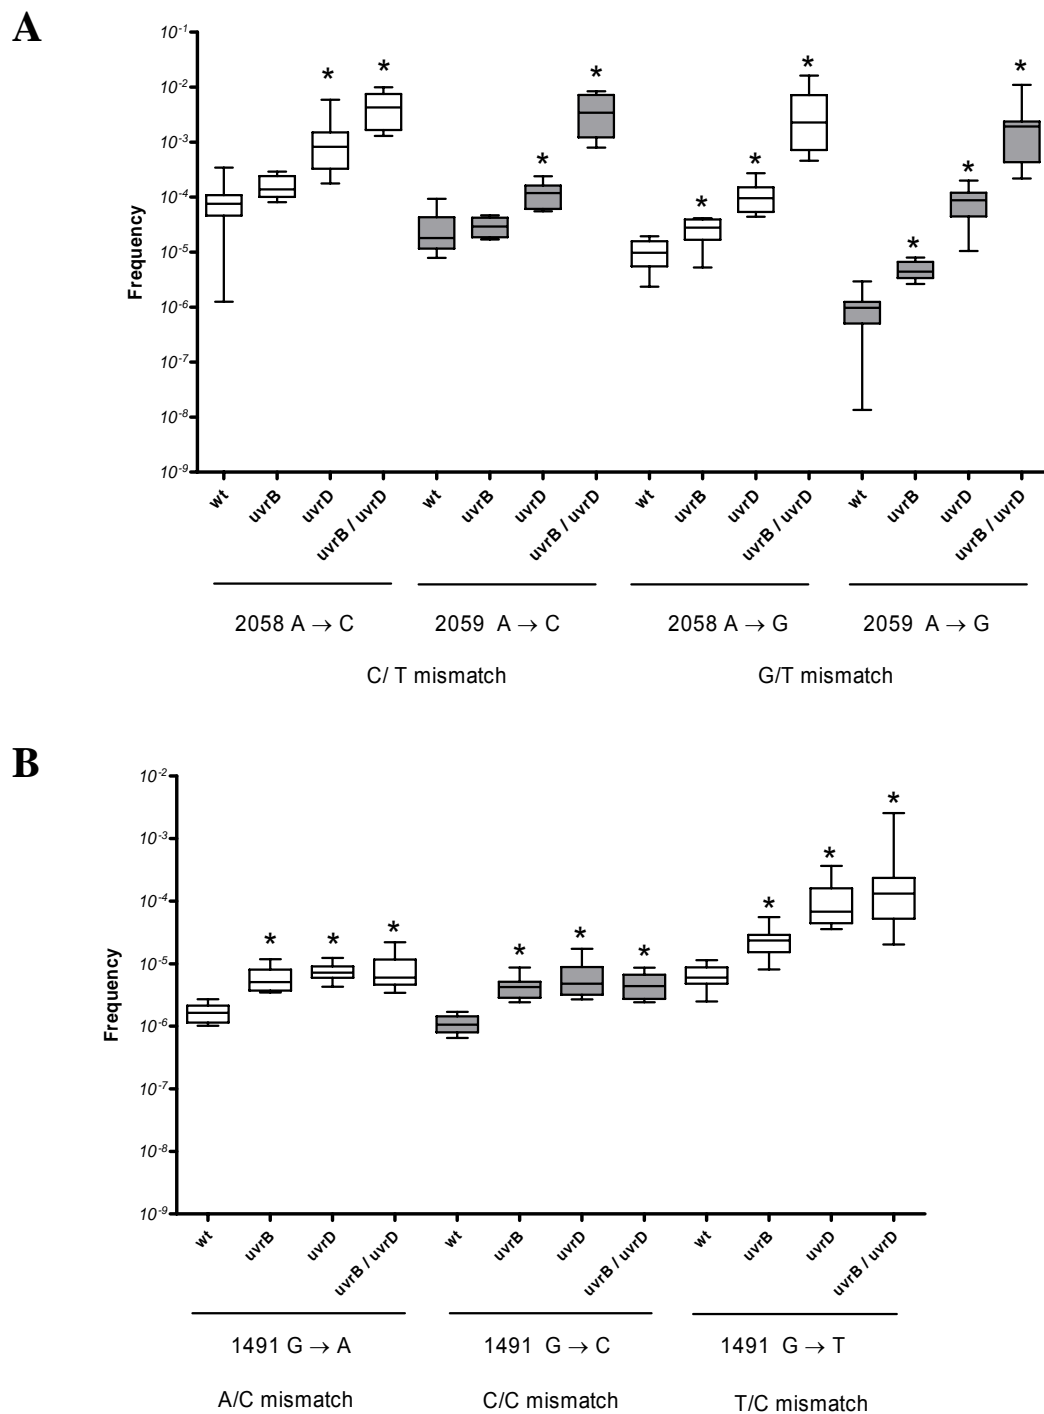 A
10-1
10-2
10-3
10-4
10-5
10-6
10-7
10-8
10-9
Frequency
* * * * * * * * * *
wt uvrB uvrD uvrB / uvrD wt uvrB uvrD uvrB / uvrD wt uvrB uvrD uvrB / uvrD wt uvrB uvrD uvrB / uvrD
2058 A → C 2059 A → C 2058 A → G 2059 A → G
C/ T mismatch G/T mismatch
B
10-2
10-3
10-4
10-5
10-6
10-7
10-8
10-9
Frequency
* * * * * * * * *
wt uvrB uvrD uvrB / uvrD wt uvrB uvrD uvrB / uvrD wt uvrB uvrD uvrB / uvrD
1491 G → A 1491 G → C 1491 G → T
A/C mismatch C/C mismatch T/C mismatch